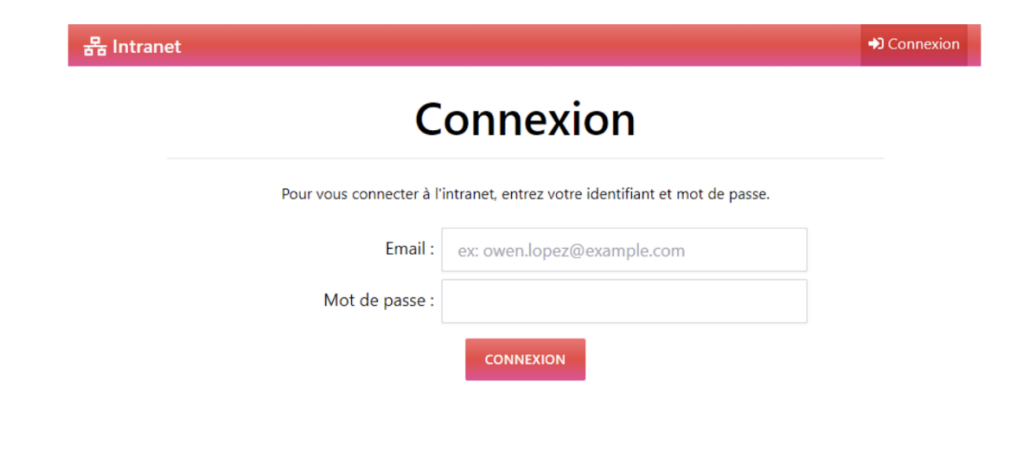 Intranet
Connexion
Connexion
Pour vous connecter à l'intranet, entrez votre identifiant et mot de passe.
Email :
ex: owen.lopez@example.com
Mot de passe :
CONNEXION